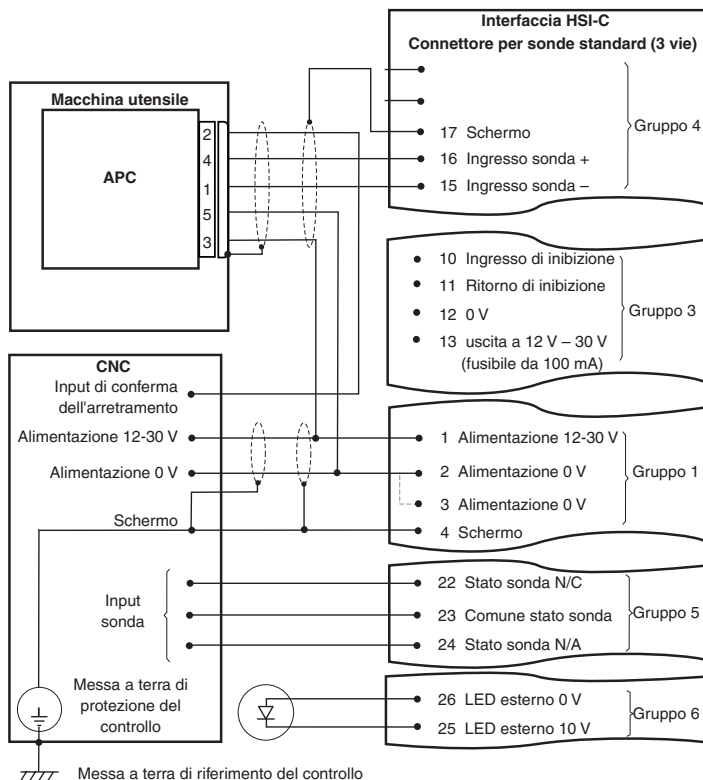 Interfaccia HSI-C
Connettore per sonde standard (3 vie)
17 Schermo
16 Ingresso sonda +
15 Ingresso sonda –
Gruppo 4
Macchina utensile
APC
2
4
1
5
3
10 Ingresso di inibizione
11 Ritorno di inibizione
12 0 V
13 uscita a 12 V – 30 V
(fusibile da 100 mA)
Gruppo 3
CNC
Input di conferma
dell'arretramento
Alimentazione 12-30 V
Alimentazione 0 V
Schermo
1 Alimentazione 12-30 V
2 Alimentazione 0 V
3 Alimentazione 0 V
4 Schermo
Gruppo 1
Input
sonda
22 Stato sonda N/C
23 Comune stato sonda
24 Stato sonda N/A
Gruppo 5
Messa a terra di
protezione del
controllo
26 LED esterno 0 V
25 LED esterno 10 V
Gruppo 6
Messa a terra di riferimento del controllo